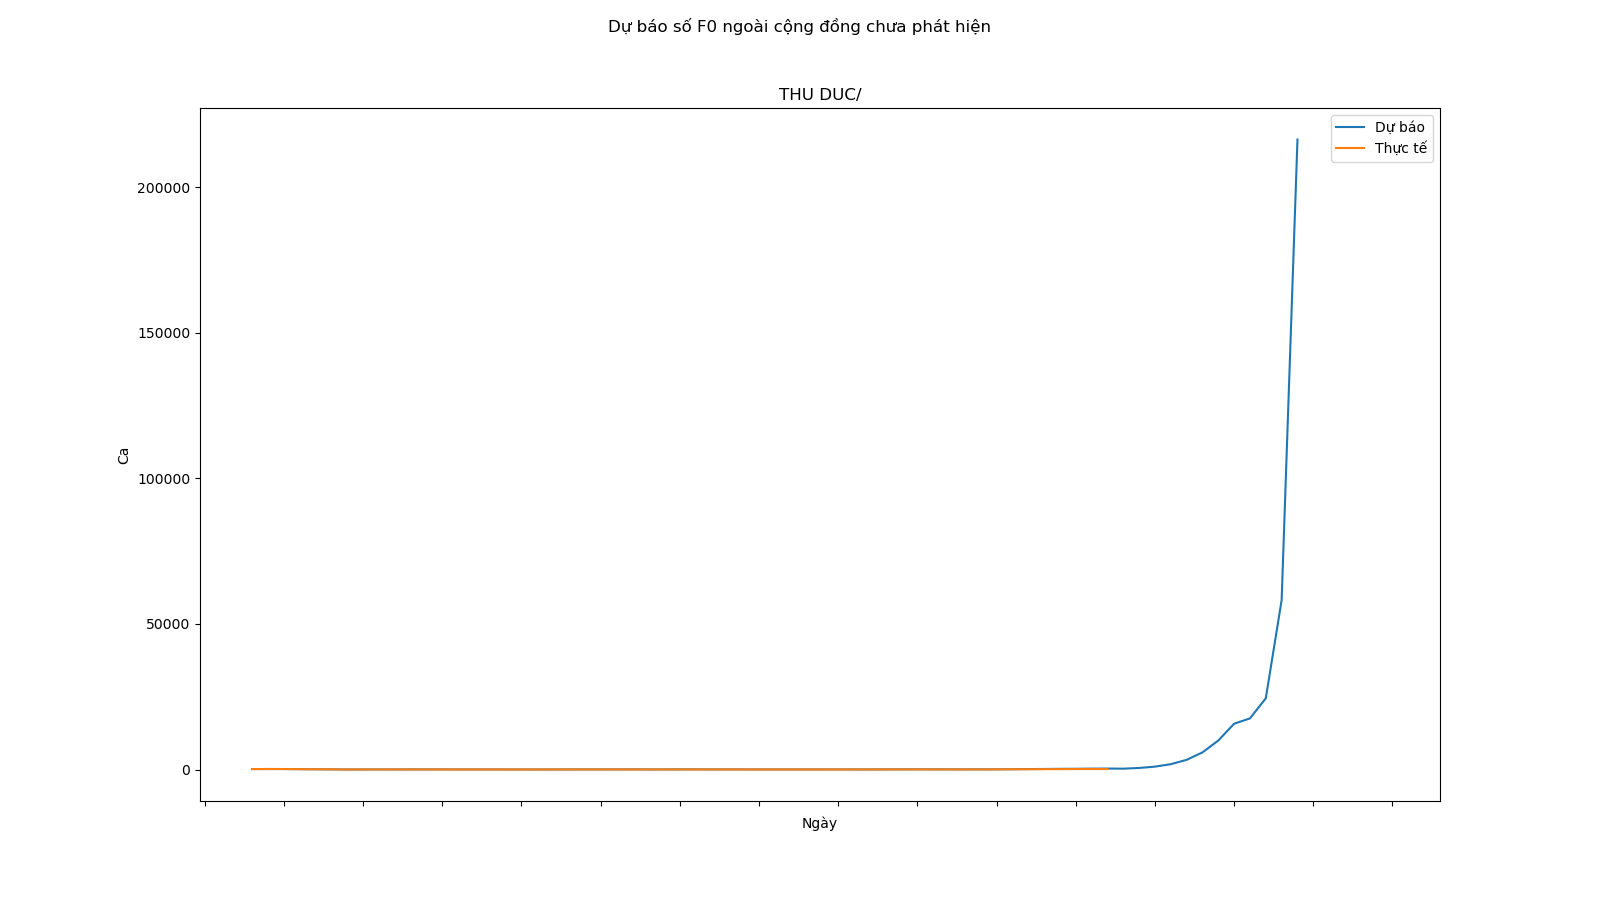 Dự báo số F0 ngoài cộng đồng chưa phát hiện
THU DUC/
Dự báo
Thực tế
200000
150000
100000
50000
0
Ca
Ngày